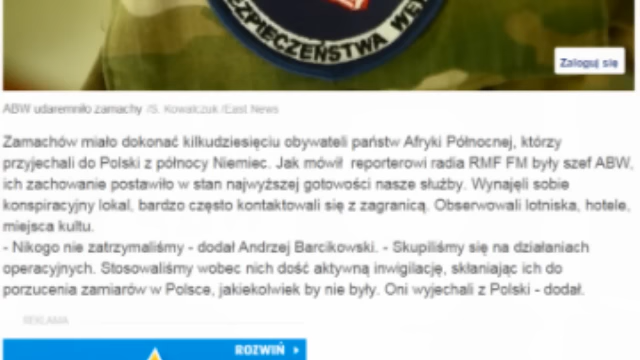 BEZPIECZEŃSTWA WEW
Zaloguj się
ABW udaremniło zamachy /S. Kowalczuk /East News
Zamachów miało dokonać kilkudziesięciu obywateli państw Afryki Północnej, którzy
przyjechali do Polski z północy Niemiec. Jak mówił reporterowi radia RMF FM były szef ABW,
ich zachowanie postawiło w stan najwyższej gotowości nasze służby. Wynajęli sobie
konspiracyjny lokal, bardzo często kontaktowali się z zagranicą. Obserwowali lotniska, hotele,
miejsca kultu.
- Nikogo nie zatrzymaliśmy - dodał Andrzej Barcikowski. - Skupiliśmy się na działaniach
operacyjnych. Stosowaliśmy wobec nich dość aktywną inwigilację, skłaniając ich do
porzucenia zamiarów w Polsce, jakiekolwiek by nie były. Oni wyjechali z Polski - dodał.
REKLAMA
ROZWIŃ